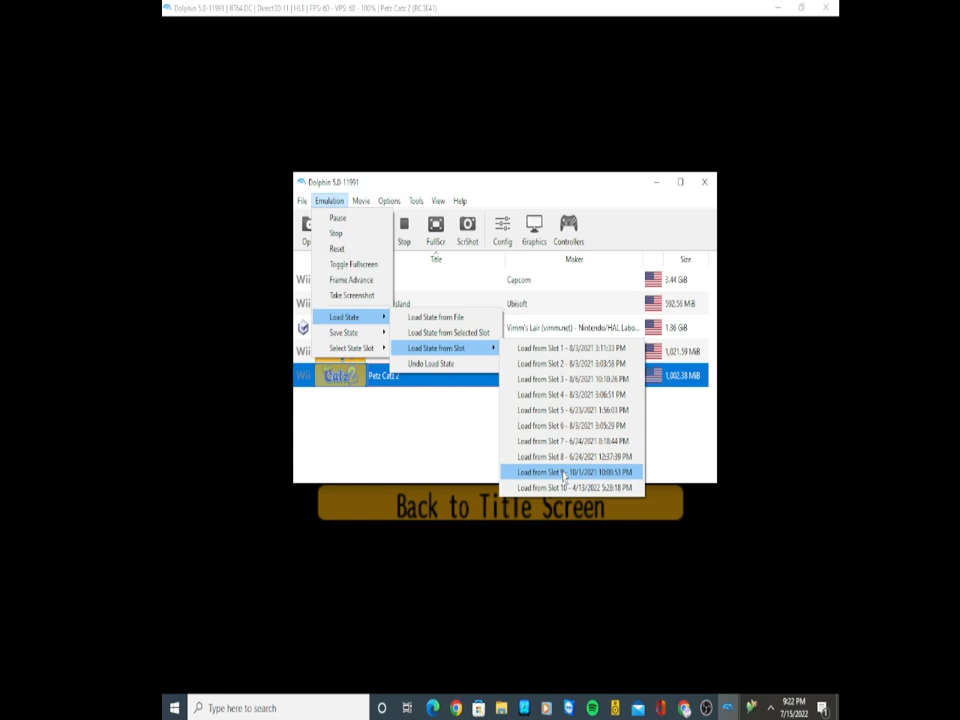 Dolphin 5.0-11991 | JIT64 DC | Direct3D 11 | HLE | FPS: 60 - VPS: 60 - 100% | Petz Catz 2 (RC3E41)
Dolphin 5.0-11991
File Emulation Movie Options Tools View Help
Pause
Stop
Reset
Toggle Fullscreen
Frame Advance
Take Screenshot
Load State
Save State
Select State Slot
Stop FullScr ScrShot Config Graphics Controllers
Title Maker Size
Wii Capcom 3.44 GiB
Wii Island Ubisoft 592.56 MiB
Vimm's Lair (vimm.net) - Nintendo/HAL Labo... 1.36 GiB
Wii 1,021.59 MiB
Wii Catz 2 Petz Catz 2 1,002.38 MiB
Load State from File
Load State from Selected Slot
Load State from Slot
Undo Load State
Load from Slot 1 - 8/3/2021 3:11:33 PM
Load from Slot 2 - 8/3/2021 3:03:58 PM
Load from Slot 3 - 8/6/2021 10:10:26 PM
Load from Slot 4 - 8/3/2021 3:06:51 PM
Load from Slot 5 - 6/23/2021 1:56:03 PM
Load from Slot 6 - 8/3/2021 3:05:29 PM
Load from Slot 7 - 6/24/2021 8:18:44 PM
Load from Slot 8 - 6/24/2021 12:37:39 PM
Load from Slot 9 - 10/1/2021 10:08:53 PM
Load from Slot 10 - 4/13/2022 5:28:18 PM
Back to Title Screen
Type here to search
9:22 PM
7/15/2022